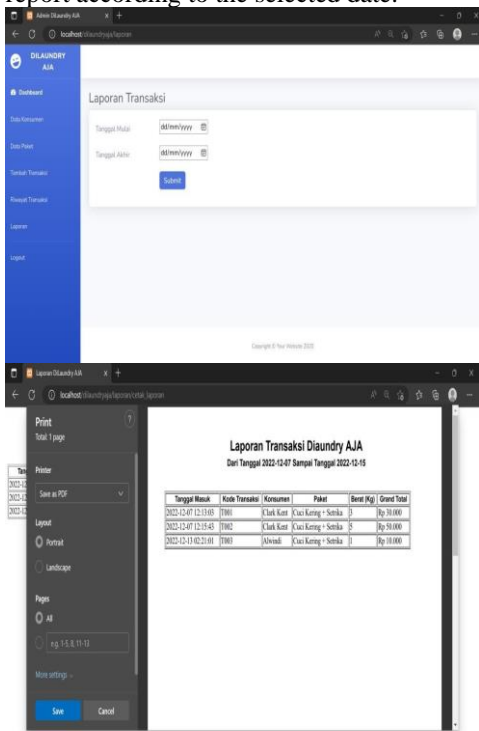 report according to the selected date.
Admin DiLaundry AJA
localhost/dilaundryaja/laporan
DILAUNDRY
AJA
Dashboard
Data Konsumen
Data Paket
Tambah Transaksi
Riwayat Transaksi
Laporan
Logout
Laporan Transaksi
Tanggal Mulai dd/mm/yyyy
Tanggal Akhir dd/mm/yyyy
Submit
Copyright © Your Website 2021
Laporan DiLaundry AJA
localhost/dilaundryaja/laporan/cetak_laporan
Print
Total: 1 page
Printer
Save as PDF
Layout
Portrait
Landscape
Pages
All
e.g. 1-5, 8, 11-13
More settings
Save Cancel
Laporan Transaksi Diaundry AJA
Dari Tanggal 2022-12-07 Sampai Tanggal 2022-12-15
Tanggal Masuk Kode Transaksi Konsumen Paket Berat (Kg) Grand Total
2022-12-07 12:13:03 T001 Clark Kent Cuci Kering + Setrika 3 Rp 30.000
2022-12-07 12:15:43 T002 Clark Kent Cuci Kering + Setrika 5 Rp 50.000
2022-12-13 02:21:01 T003 Alwindi Cuci Kering + Setrika 1 Rp 10.000